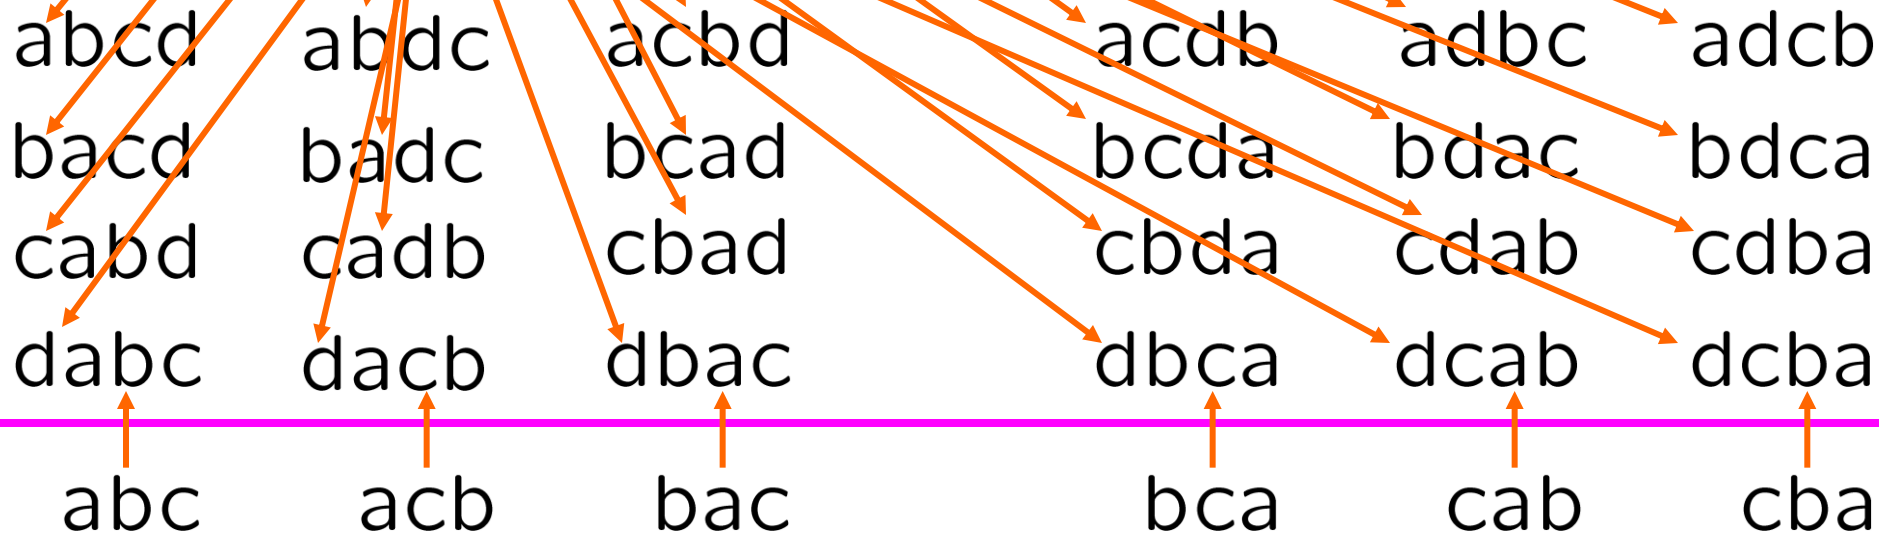 abcd abdc acbd acdb adbc adcb
bacd badc bcad bcda bdac bdca
cabd cadb cbad cbda cdab cdba
dabc dacb dbac dbca dcab dcba
abc acb bac bca cab cba